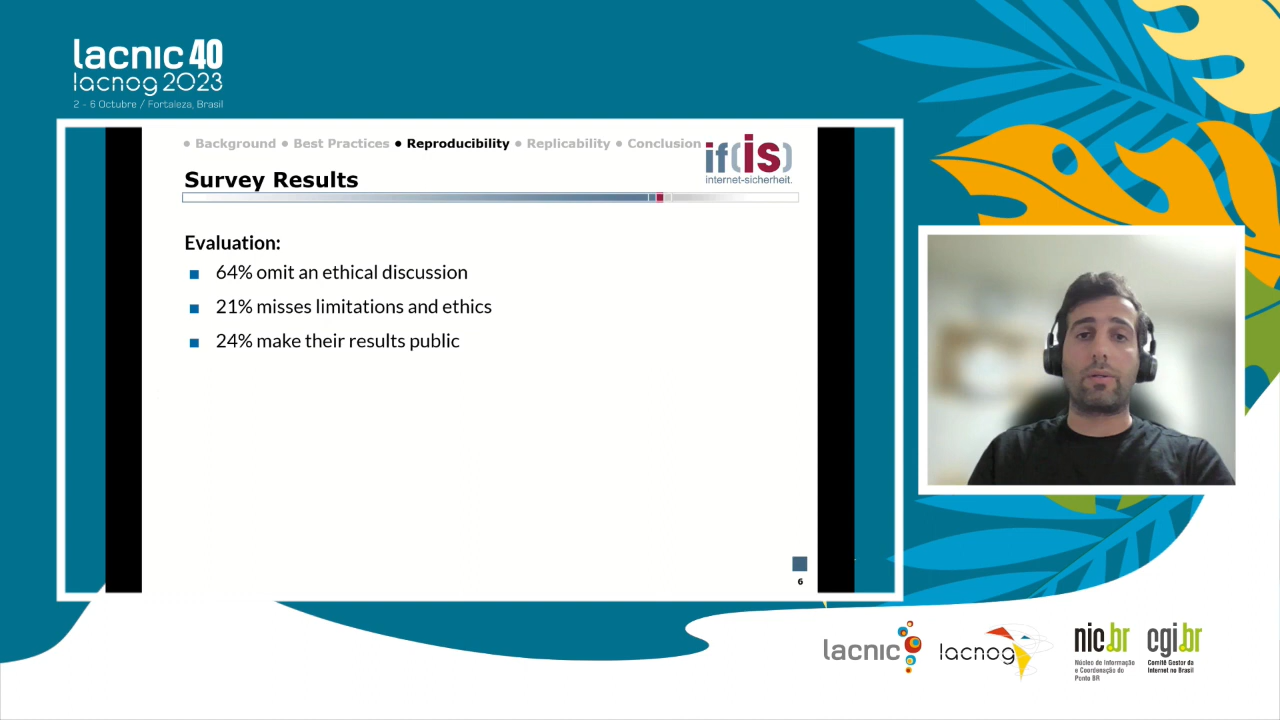 lacnic 40
lacnog 2023
2 - 6 Octubre / Fortaleza, Brasil
● Background ● Best Practices ● Reproducibility ● Replicability ● Conclusion
if(is)
internet-sicherheit.
Survey Results
Evaluation:
64% omit an ethical discussion
21% misses limitations and ethics
24% make their results public
6
lacnic
lacnog
nic.br
Núcleo de Informação
e Coordenação do
Ponto BR
cgi.br
Comitê Gestor da
Internet no Brasil